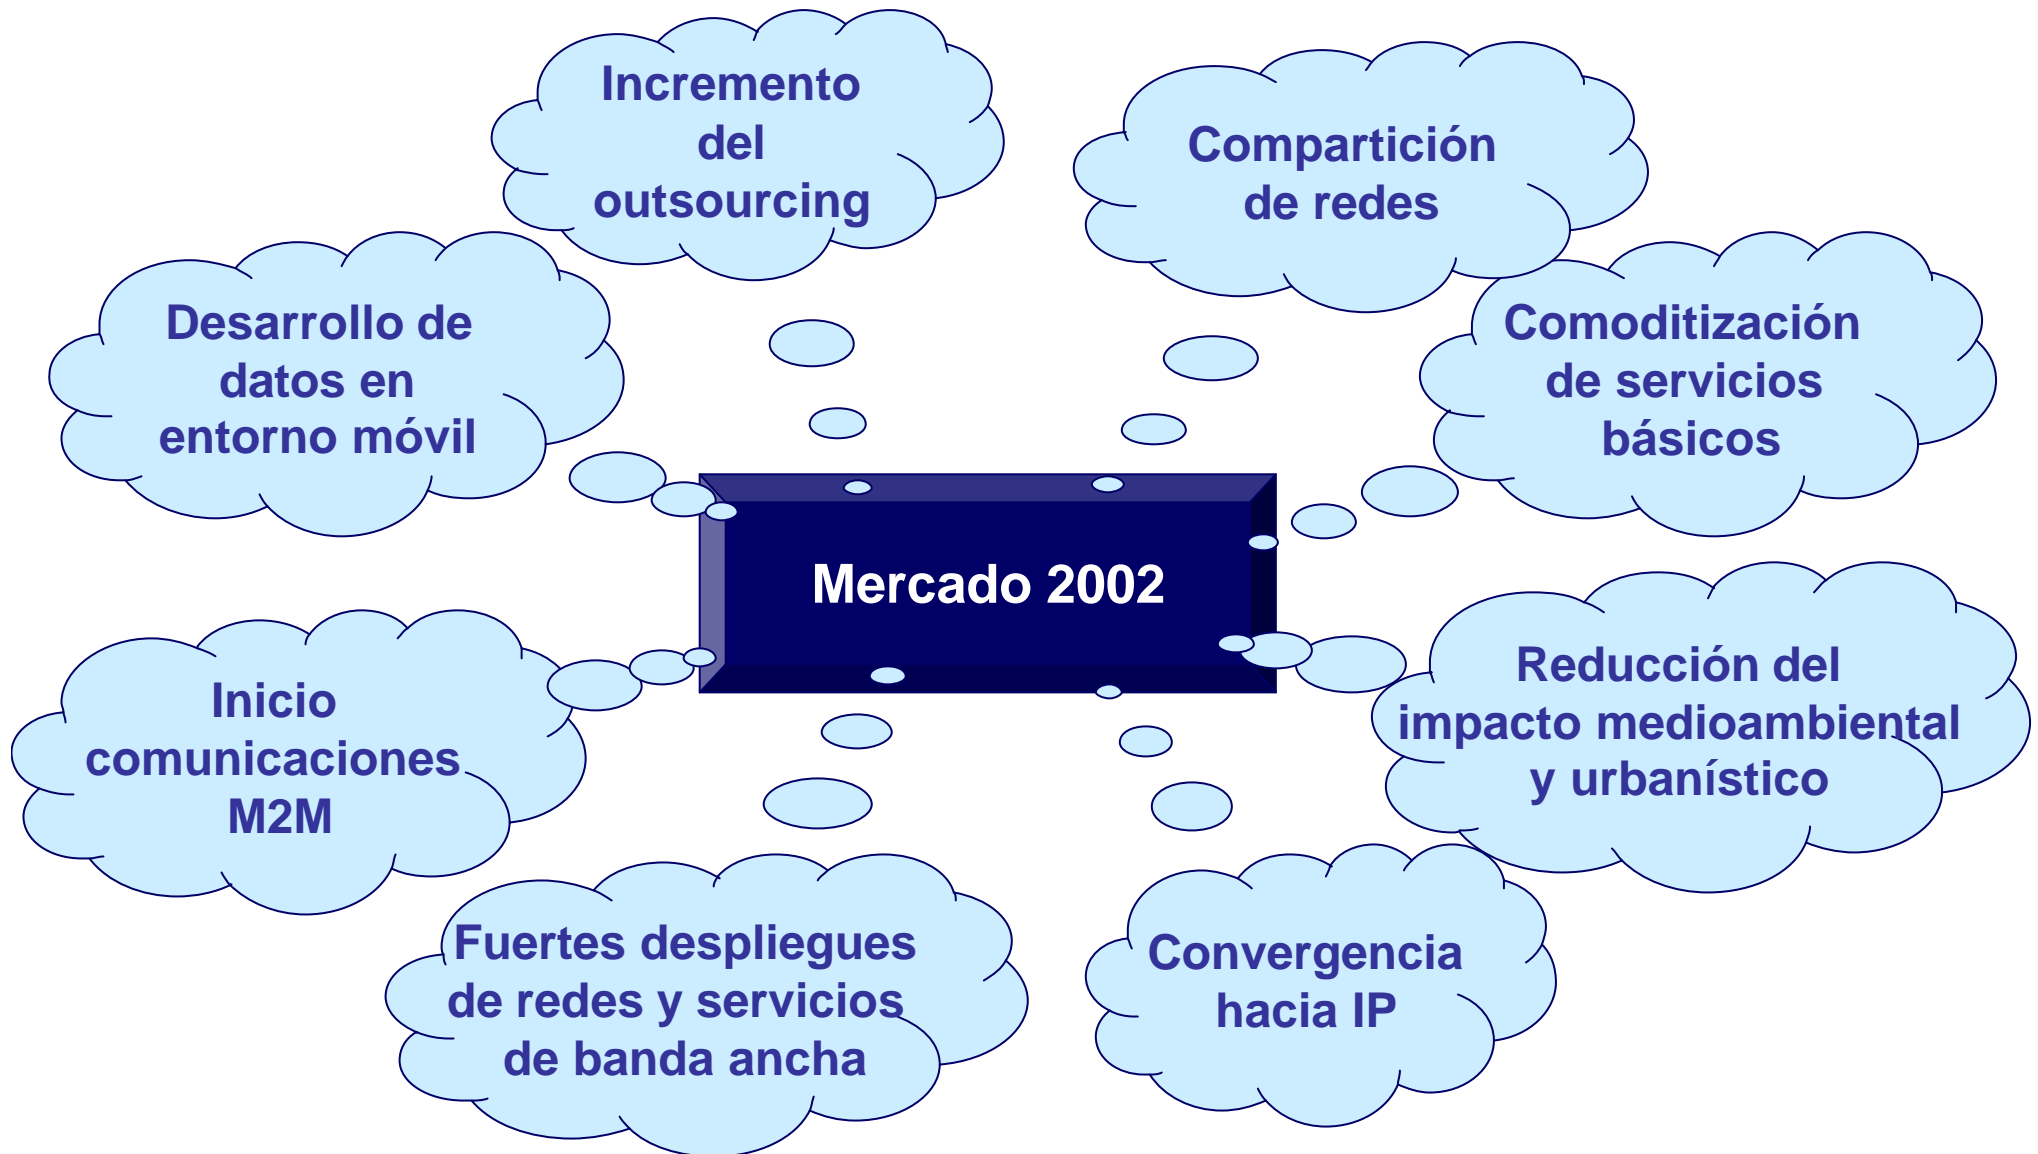 Incremento
del
outsourcing
Compartición
de redes
Desarrollo de
datos en
entorno móvil
Comoditización
de servicios
básicos
Mercado 2002
Inicio
comunicaciones
M2M
Reducción del
impacto medioambiental
y urbanístico
Fuertes despliegues
de redes y servicios
de banda ancha
Convergencia
hacia IP